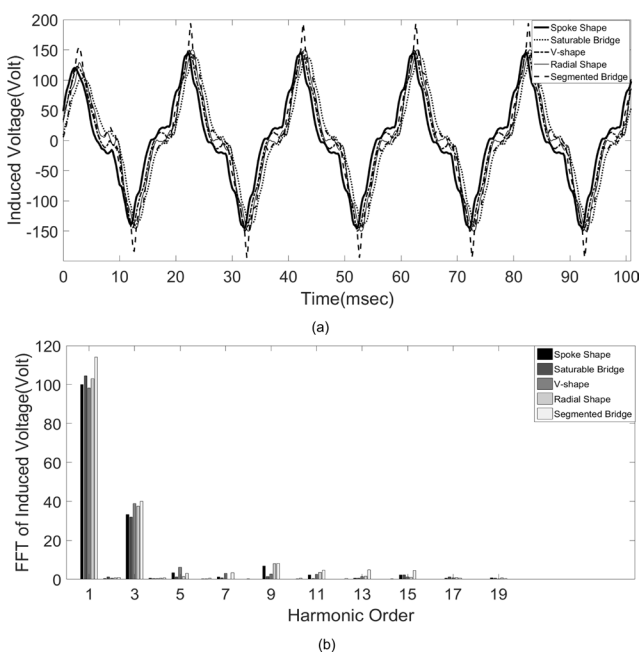 200
150
100
50
0
-50
-100
-150
Induced Voltage(Volt)
Spoke Shape
Saturable Bridge
V-shape
Radial Shape
Segmented Bridge
0 10 20 30 40 50 60 70 80 90 100
Time(msec)
(a)
120
100
80
60
40
20
0
FFT of Induced Voltage(Volt)
Spoke Shape
Saturable Bridge
V-shape
Radial Shape
Segmented Bridge
1 3 5 7 9 11 13 15 17 19
Harmonic Order
(b)